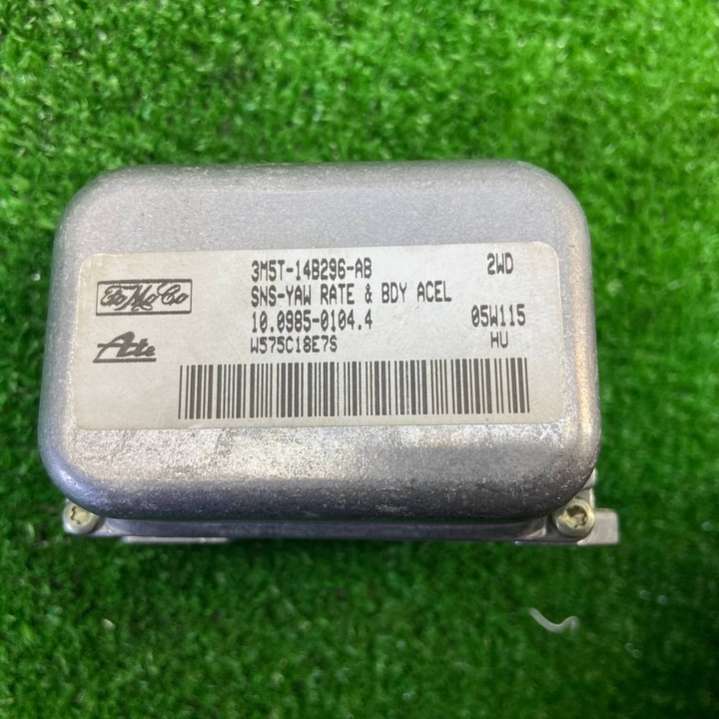 FoMoCo
Ate
3M5T-14B296-AB 2WD
SNS-YAW RATE & BDY ACEL
10.0985-0104.4 05W115
W575C18E7S HU